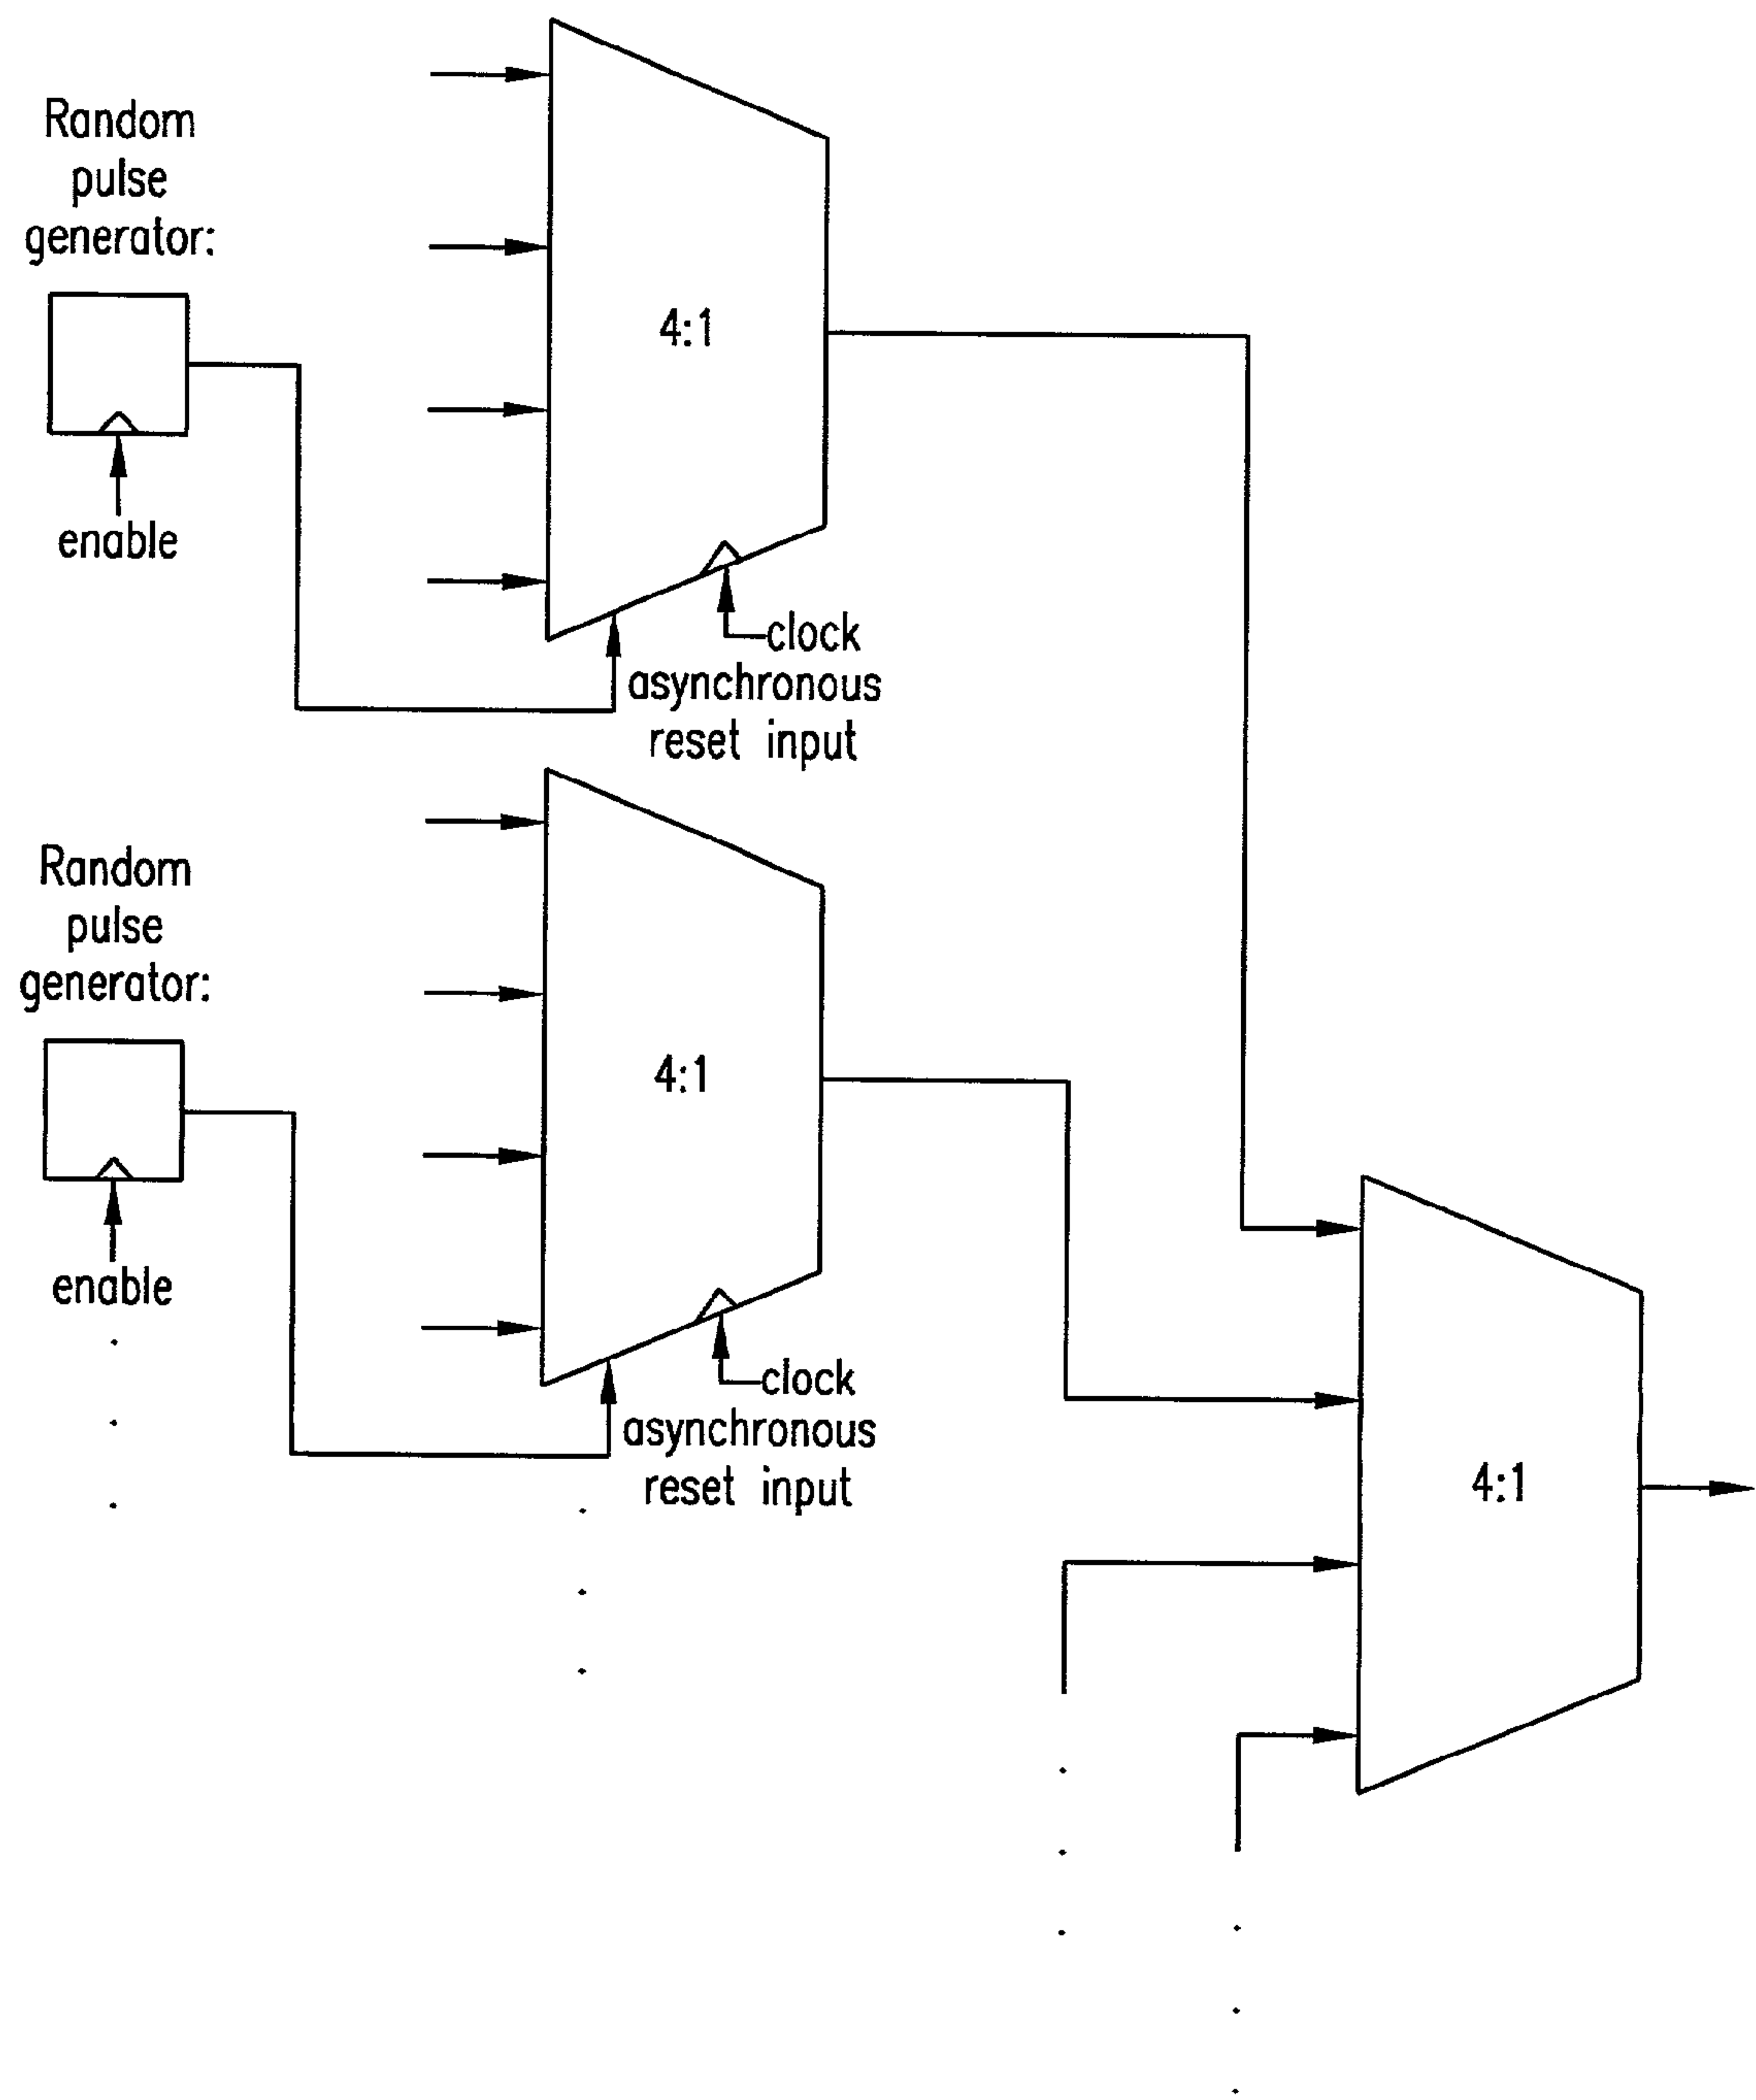 Random
pulse
generator:
4:1
enable
clock
asynchronous
reset input
Random
pulse
generator:
4:1
enable
clock
asynchronous
reset input
4:1